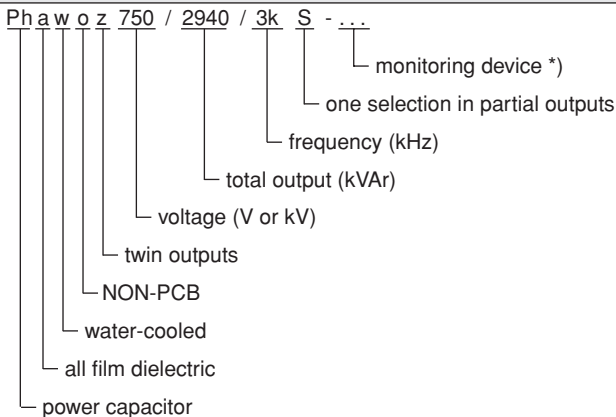 Ph a w o z 750 / 2940 / 3k S - ...
monitoring device *)
one selection in partial outputs
frequency (kHz)
total output (kVAr)
voltage (V or kV)
twin outputs
NON-PCB
water-cooled
all film dielectric
power capacitor